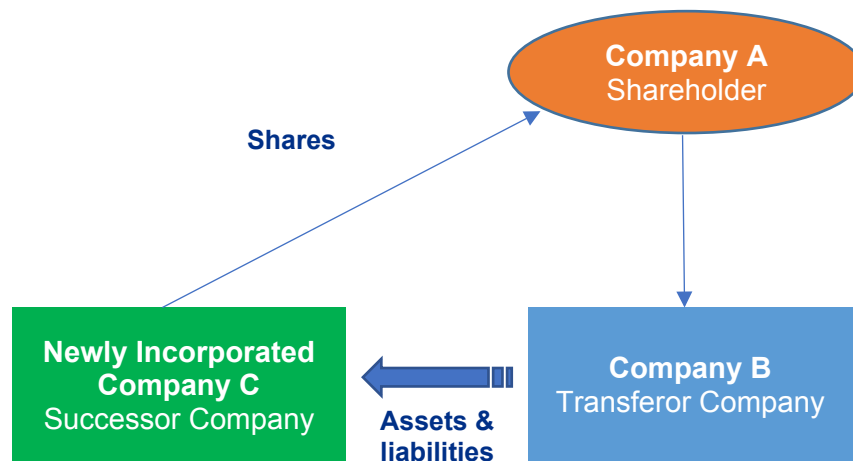 Company A
Shareholder
Shares
Newly Incorporated
Company C
Successor Company
Company B
Transferor Company
Assets &
liabilities